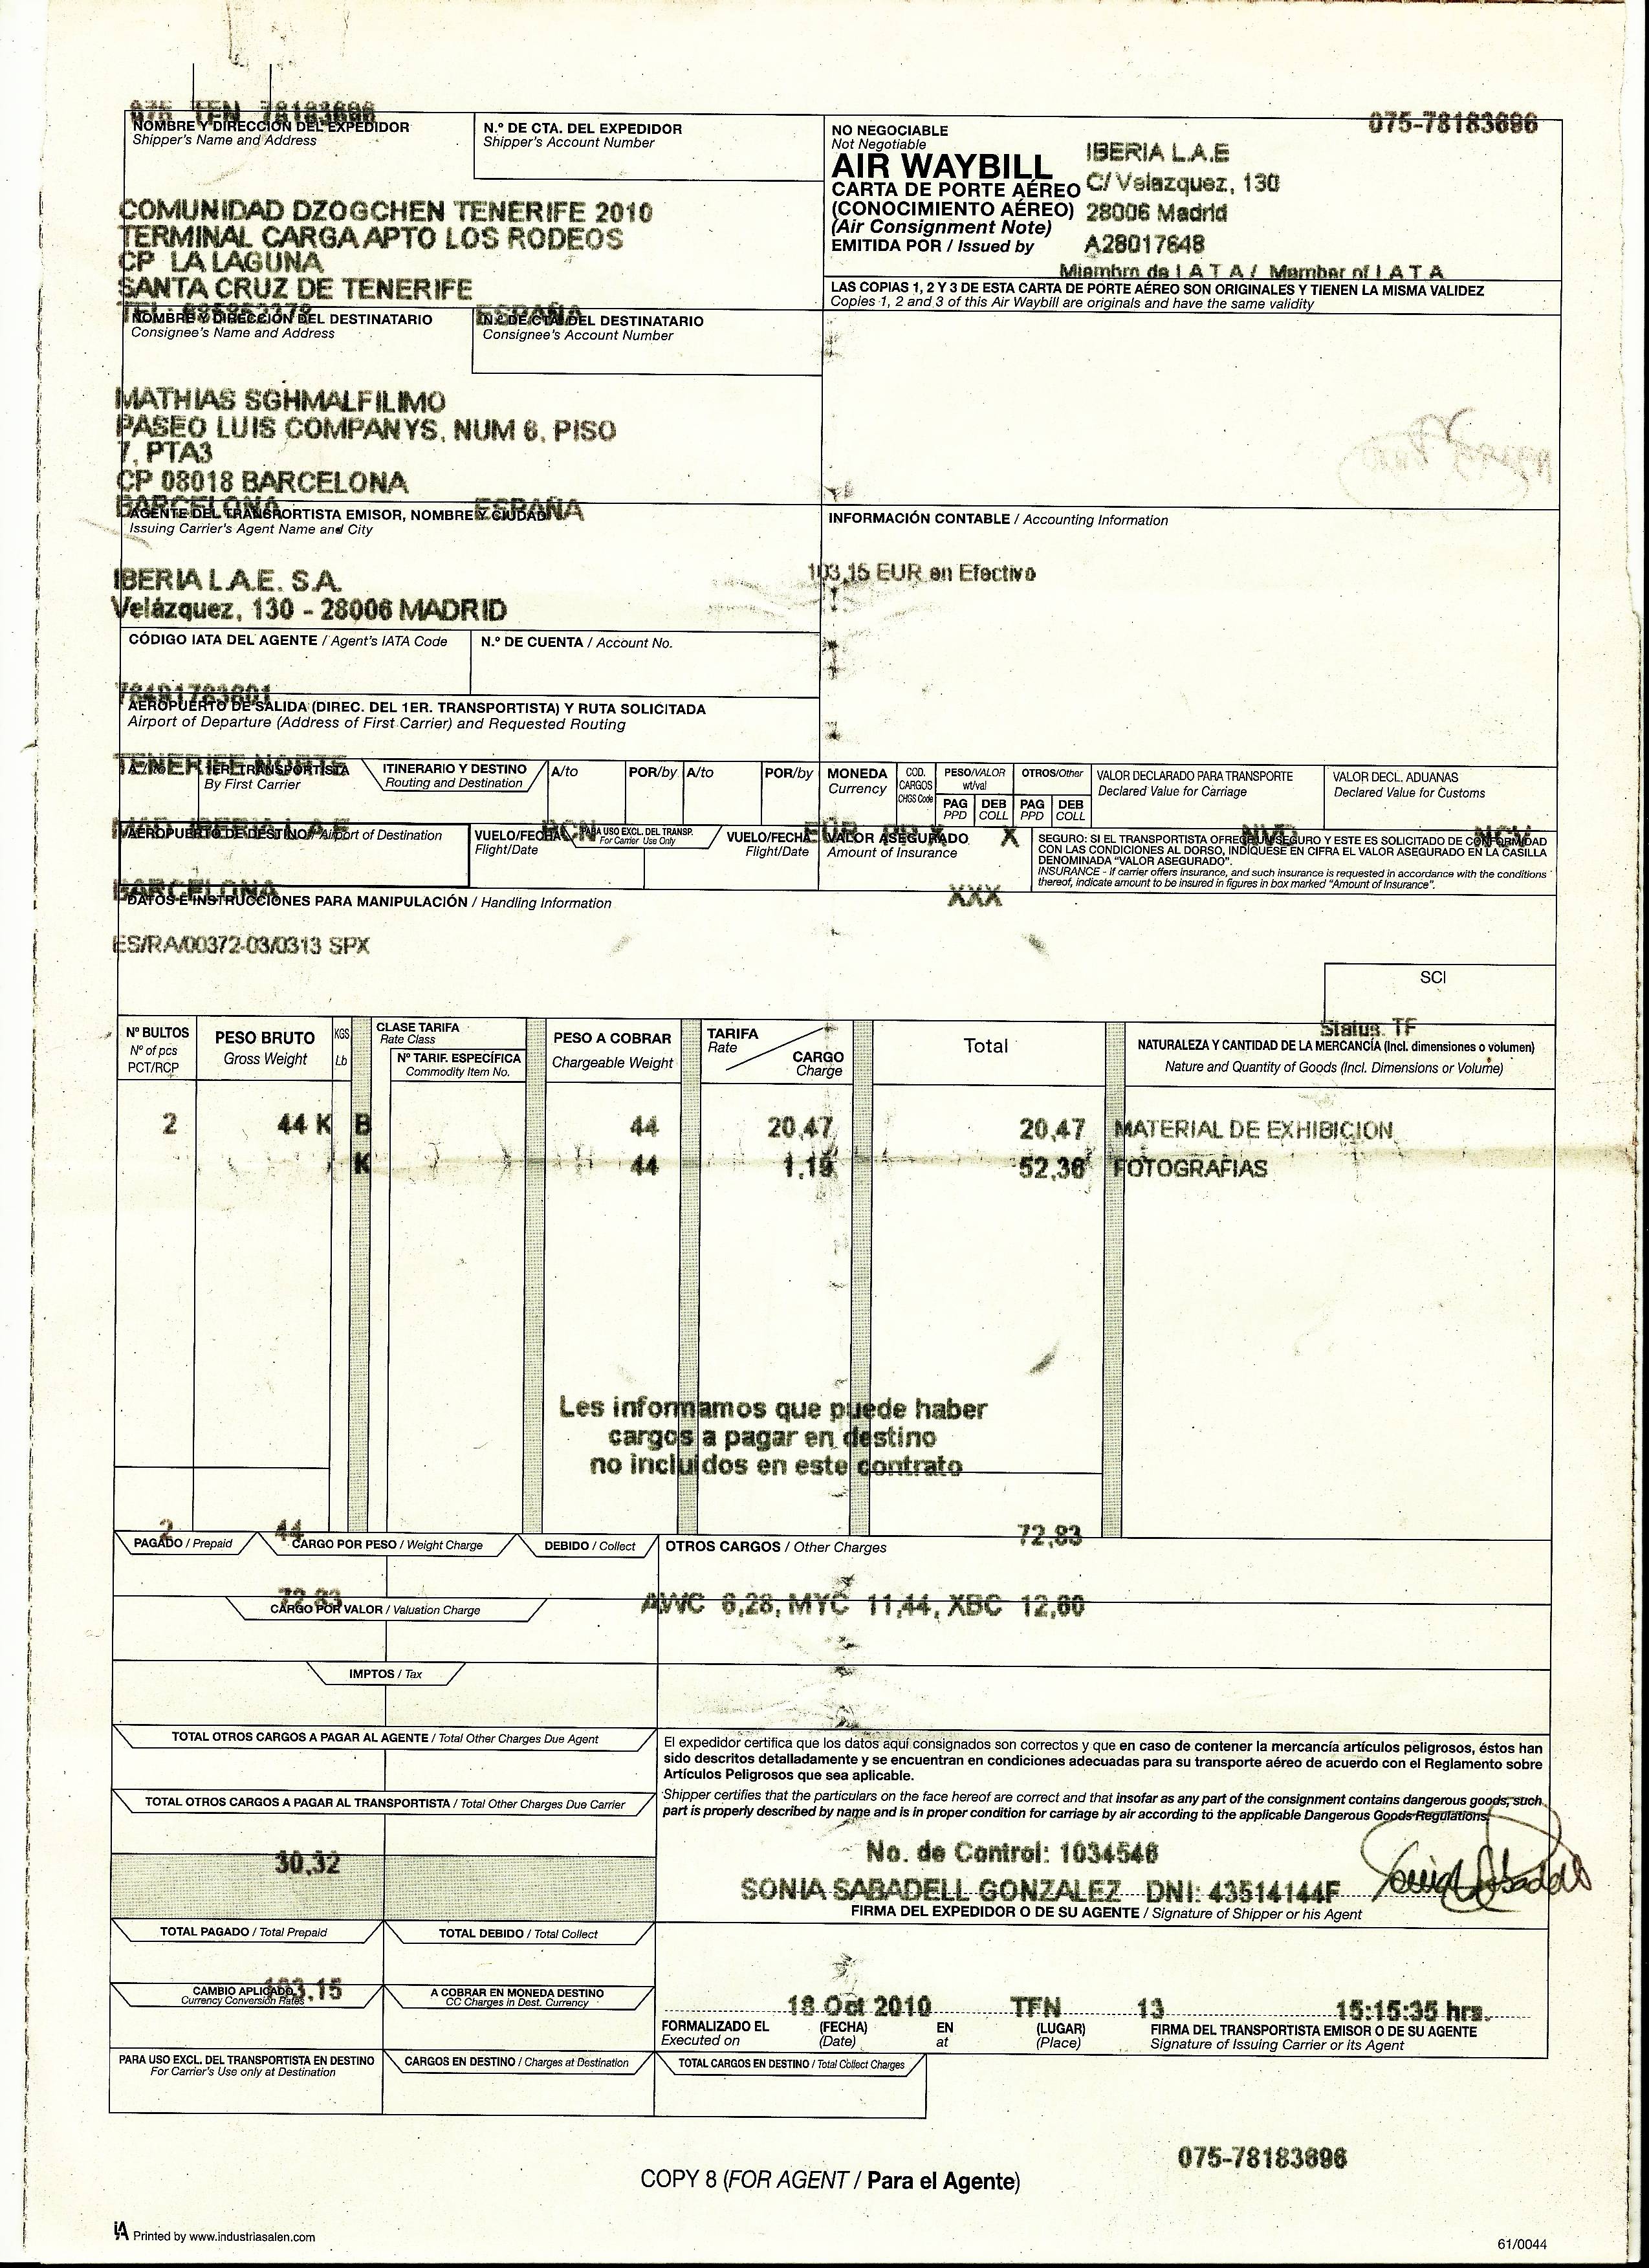 075 TFN 78183696
075-78183696
NOMBRE Y DIRECCIÓN DEL EXPEDIDOR
Shipper's Name and Address
N.º DE CTA. DEL EXPEDIDOR
Shipper's Account Number
COMUNIDAD DZOGCHEN TENERIFE 2010
TERMINAL CARGA APTO LOS RODEOS
CP LA LAGUNA
SANTA CRUZ DE TENERIFE
TEL:
ESPAÑA
NO NEGOCIABLE
Not Negotiable
AIR WAYBILL
CARTA DE PORTE AÉREO
(CONOCIMIENTO AÉREO)
(Air Consignment Note)
EMITIDA POR / Issued by
IBERIA L.A.E
C/ Velazquez, 130
28006 Madrid
A28017648
Miembro de I.A.T.A / Member of I.A.T.A
LAS COPIAS 1, 2 Y 3 DE ESTA CARTA DE PORTE AÉREO SON ORIGINALES Y TIENEN LA MISMA VALIDEZ
Copies 1, 2 and 3 of this Air Waybill are originals and have the same validity
NOMBRE Y DIRECCIÓN DEL DESTINATARIO
Consignee's Name and Address
N.º DE CTA. DEL DESTINATARIO
Consignee's Account Number
MATHIAS SGHMALFILIMO
PASEO LUIS COMPANYS, NUM 6, PISO
7, PTA3
CP 08018 BARCELONA
BARCELONA ESPAÑA
AGENTE DEL TRANSPORTISTA EMISOR, NOMBRE Y CIUDAD
Issuing Carrier's Agent Name and City
INFORMACIÓN CONTABLE / Accounting Information
IBERIA L.A.E. S.A.
Velázquez, 130 - 28006 MADRID
103,15 EUR en Efectivo
CÓDIGO IATA DEL AGENTE / Agent's IATA Code
N.º DE CUENTA / Account No.
78491783801
AEROPUERTO DE SALIDA (DIREC. DEL 1ER. TRANSPORTISTA) Y RUTA SOLICITADA
Airport of Departure (Address of First Carrier) and Requested Routing
TENERIFE NORTE
A/to
1ER. TRANSPORTISTA
By First Carrier
ITINERARIO Y DESTINO
Routing and Destination
A/to
POR/by
A/to
POR/by
MONEDA
Currency
COD. CARGOS
CHGS Code
PESO/VALOR
wt/val
PAG PPD
DEB COLL
OTROS/Other
PAG PPD
DEB COLL
VALOR DECLARADO PARA TRANSPORTE
Declared Value for Carriage
VALOR DECL. ADUANAS
Declared Value for Customs
MAD IBERIA L.A.E BCN EUR PP X X NVD NCV
AEROPUERTO DE DESTINO / Airport of Destination
VUELO/FECHA
Flight/Date
PARA USO EXCL. DEL TRANSP.
For Carrier Use Only
VUELO/FECHA
Flight/Date
VALOR ASEGURADO
Amount of Insurance
SEGURO: SI EL TRANSPORTISTA OFRECE UN SEGURO Y ESTE ES SOLICITADO DE CONFORMIDAD
CON LAS CONDICIONES AL DORSO, INDÍQUESE EN CIFRA EL VALOR ASEGURADO EN LA CASILLA
DENOMINADA "VALOR ASEGURADO".
INSURANCE - If carrier offers insurance, and such insurance is requested in accordance with the conditions
thereof, indicate amount to be insured in figures in box marked "Amount of Insurance".
BARCELONA
XXX
DATOS E INSTRUCCIONES PARA MANIPULACIÓN / Handling Information
ES/RA/00372-03/0313 SPX
SCI
Status. TF
Nº BULTOS
Nº of pcs
PCT/RCP
PESO BRUTO
Gross Weight
KGS
Lb
CLASE TARIFA
Rate Class
Nº TARIF. ESPECÍFICA
Commodity Item No.
PESO A COBRAR
Chargeable Weight
TARIFA
Rate
CARGO
Charge
Total
NATURALEZA Y CANTIDAD DE LA MERCANCÍA (Incl. dimensiones o volumen)
Nature and Quantity of Goods (Incl. Dimensions or Volume)
2 44 K B 44 20,47 20,47 MATERIAL DE EXHIBICION
K 44 1,19 52,36 FOTOGRAFIAS
Les informamos que puede haber
cargos a pagar en destino
no incluidos en este contrato
2 44 72,83
PAGADO / Prepaid
CARGO POR PESO / Weight Charge
DEBIDO / Collect
OTROS CARGOS / Other Charges
72,83
AWC 6,28, MYC 11,44, XBC 12,60
CARGO POR VALOR / Valuation Charge
IMPTOS / Tax
TOTAL OTROS CARGOS A PAGAR AL AGENTE / Total Other Charges Due Agent
El expedidor certifica que los datos aquí consignados son correctos y que en caso de contener la mercancía artículos peligrosos, éstos han
sido descritos detalladamente y se encuentran en condiciones adecuadas para su transporte aéreo de acuerdo con el Reglamento sobre
Artículos Peligrosos que sea aplicable.
Shipper certifies that the particulars on the face hereof are correct and that insofar as any part of the consignment contains dangerous goods, such
part is properly described by name and is in proper condition for carriage by air according to the applicable Dangerous Goods Regulations.
TOTAL OTROS CARGOS A PAGAR AL TRANSPORTISTA / Total Other Charges Due Carrier
30,32
No. de Control: 1034546
SONIA SABADELL GONZALEZ DNI: 43514144F
Sonia Sabadell
FIRMA DEL EXPEDIDOR O DE SU AGENTE / Signature of Shipper or his Agent
TOTAL PAGADO / Total Prepaid
TOTAL DEBIDO / Total Collect
103,15
CAMBIO APLICADO
Currency Conversion Rates
A COBRAR EN MONEDA DESTINO
CC Charges in Dest. Currency
18 Oct 2010 TFN 13 15:15:35 hrs.
FORMALIZADO EL
Executed on
(FECHA)
(Date)
EN
at
(LUGAR)
(Place)
FIRMA DEL TRANSPORTISTA EMISOR O DE SU AGENTE
Signature of Issuing Carrier or its Agent
PARA USO EXCL. DEL TRANSPORTISTA EN DESTINO
For Carrier's Use only at Destination
CARGOS EN DESTINO / Charges at Destination
TOTAL CARGOS EN DESTINO / Total Collect Charges
075-78183696
COPY 8 (FOR AGENT / Para el Agente)
iA Printed by www.industriasalen.com
61/0044